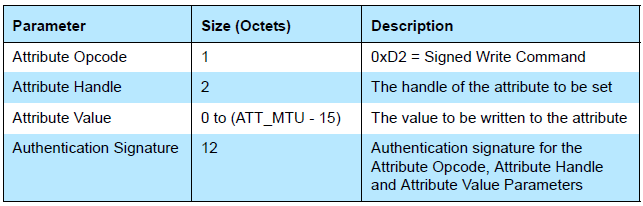 Parameter Size (Octets) Description
Attribute Opcode 1 0xD2 = Signed Write Command
Attribute Handle 2 The handle of the attribute to be set
Attribute Value 0 to (ATT_MTU - 15) The value to be written to the attribute
Authentication Signature 12 Authentication signature for the
Attribute Opcode, Attribute Handle
and Attribute Value Parameters